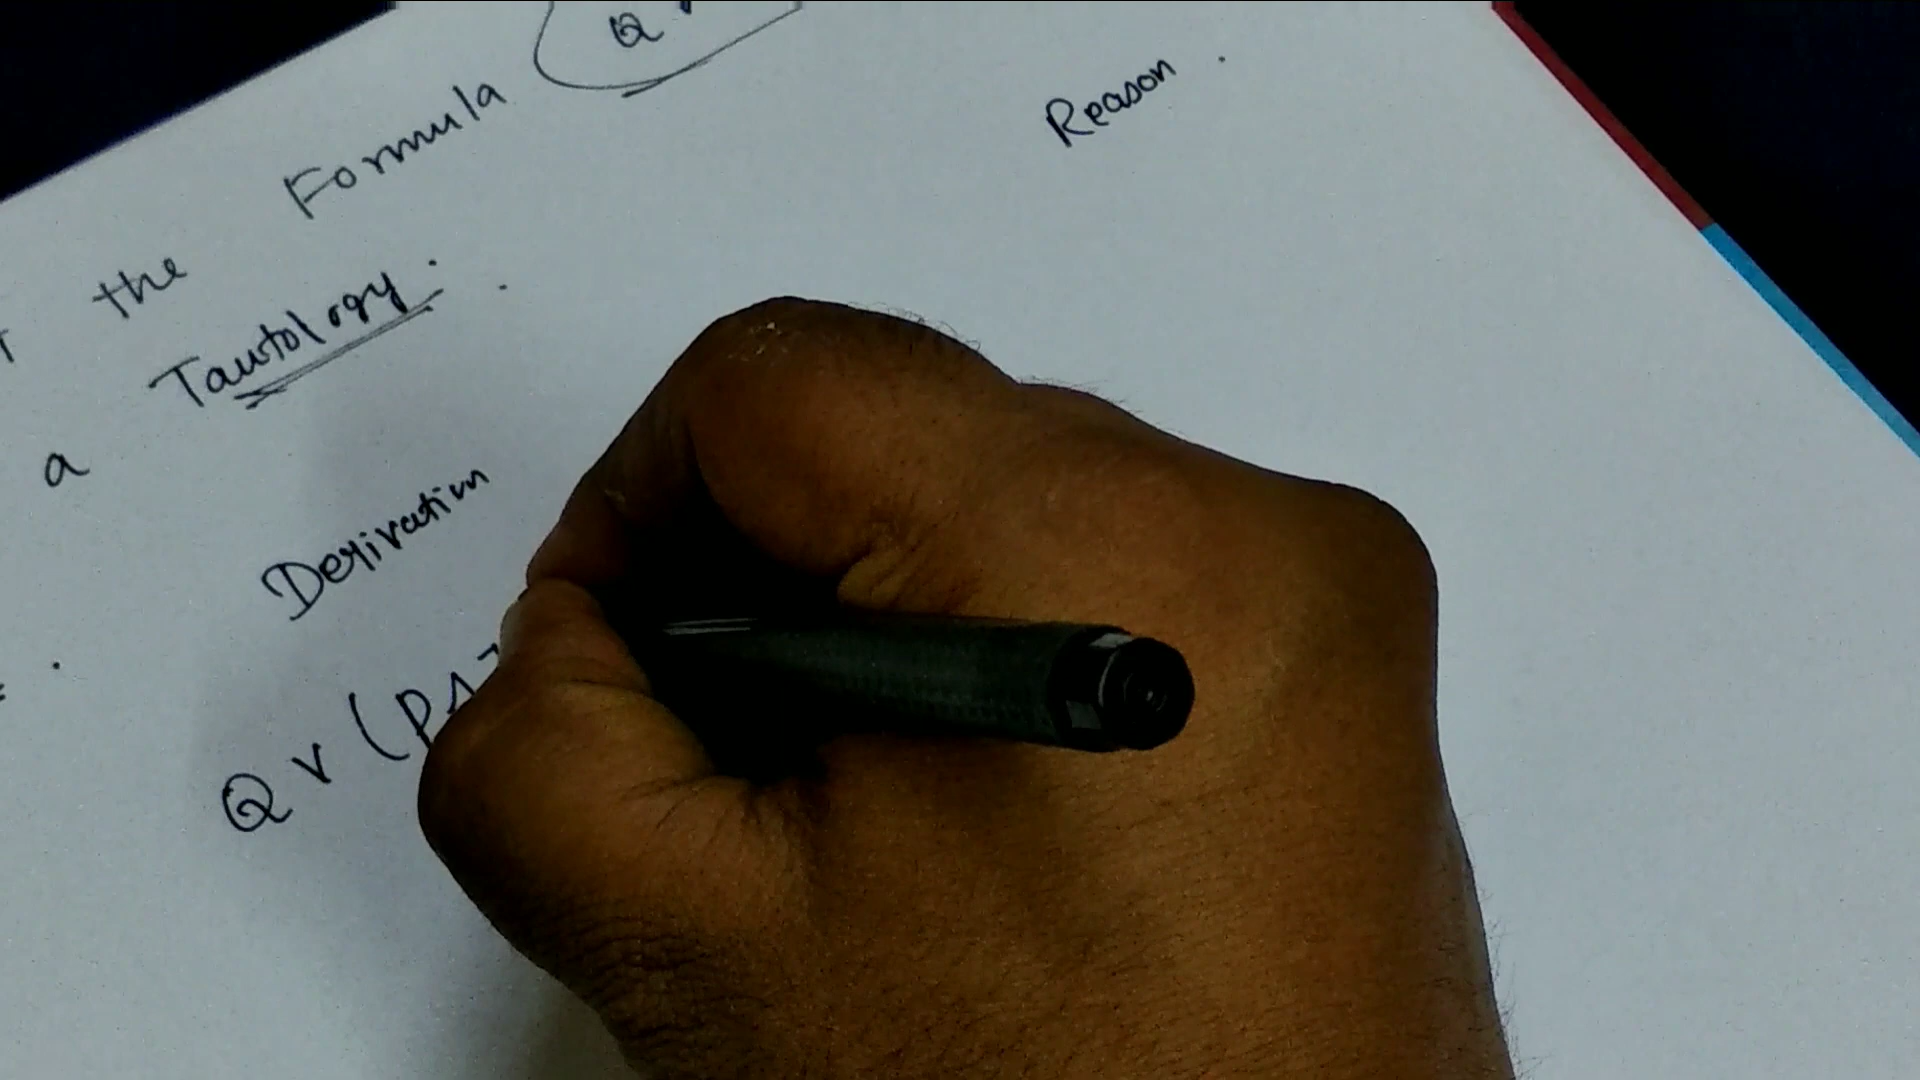 the Formula Q
a Tautology.
Derivation Reason.
Q ∨ (P ∧ ¬